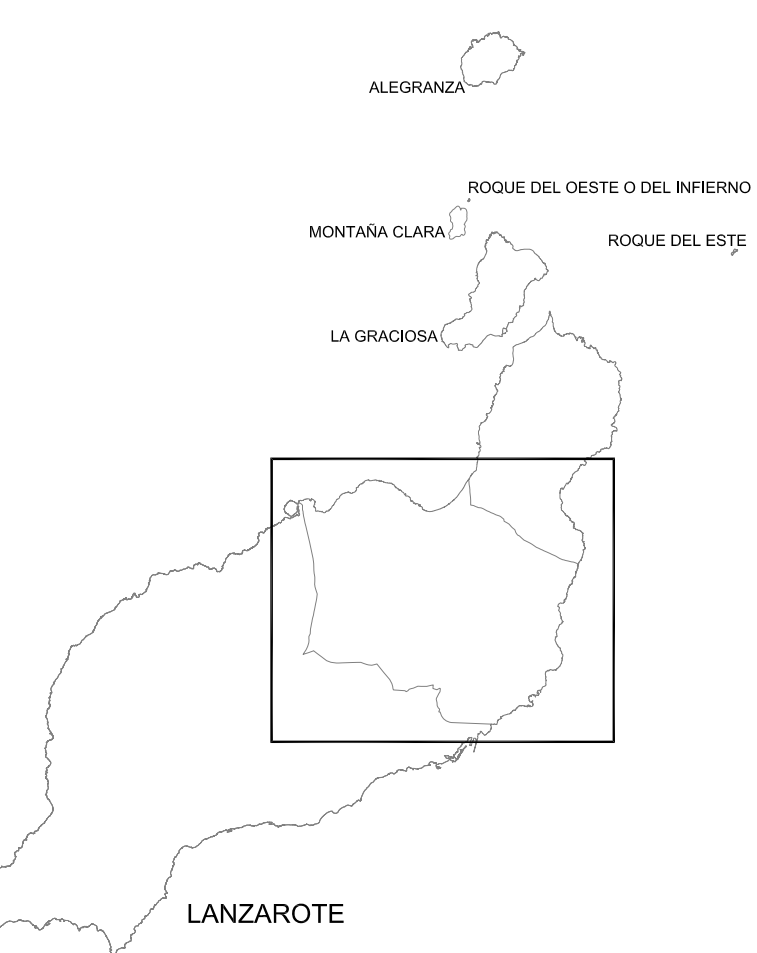 ALEGRANZA
ROQUE DEL OESTE O DEL INFIERNO
MONTAÑA CLARA
ROQUE DEL ESTE
LA GRACIOSA
LANZAROTE